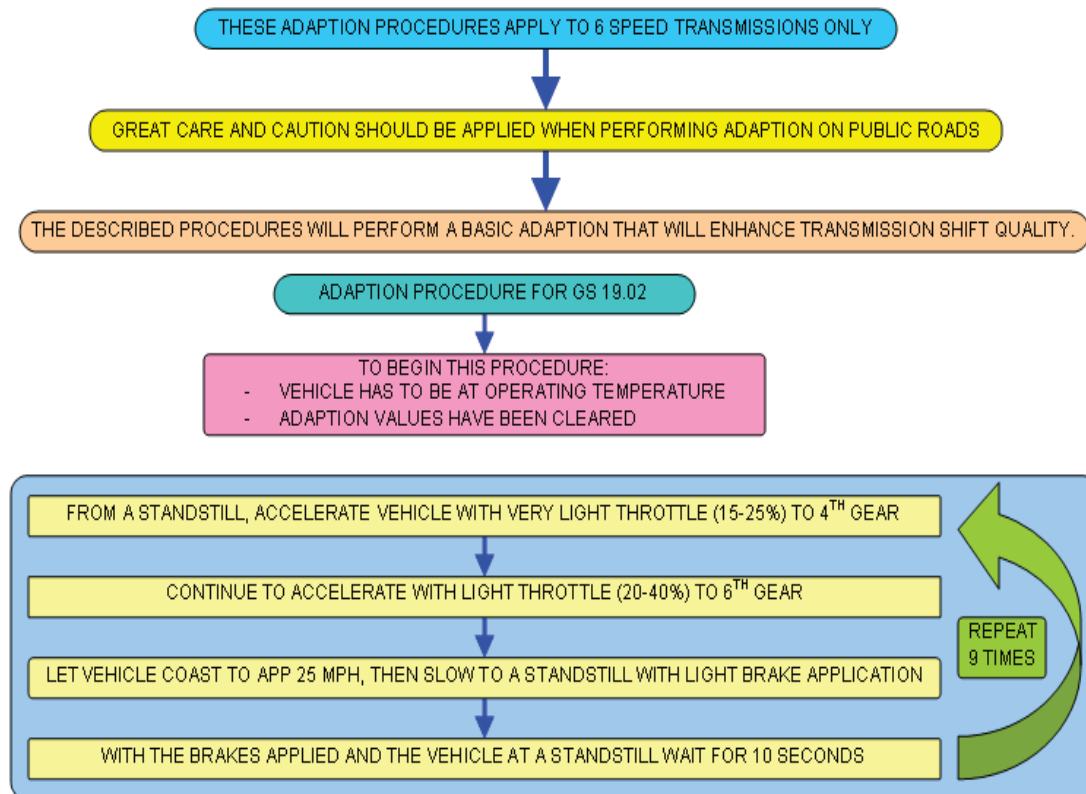 THESE ADAPTION PROCEDURES APPLY TO 6 SPEED TRANSMISSIONS ONLY
GREAT CARE AND CAUTION SHOULD BE APPLIED WHEN PERFORMING ADAPTION ON PUBLIC ROADS
THE DESCRIBED PROCEDURES WILL PERFORM A BASIC ADAPTION THAT WILL ENHANCE TRANSMISSION SHIFT QUALITY.
ADAPTION PROCEDURE FOR GS 19.02
TO BEGIN THIS PROCEDURE:
- VEHICLE HAS TO BE AT OPERATING TEMPERATURE
- ADAPTION VALUES HAVE BEEN CLEARED
FROM A STANDSTILL, ACCELERATE VEHICLE WITH VERY LIGHT THROTTLE (15-25%) TO 4TH GEAR
CONTINUE TO ACCELERATE WITH LIGHT THROTTLE (20-40%) TO 6TH GEAR
LET VEHICLE COAST TO APP 25 MPH, THEN SLOW TO A STANDSTILL WITH LIGHT BRAKE APPLICATION
WITH THE BRAKES APPLIED AND THE VEHICLE AT A STANDSTILL WAIT FOR 10 SECONDS
REPEAT
9 TIMES